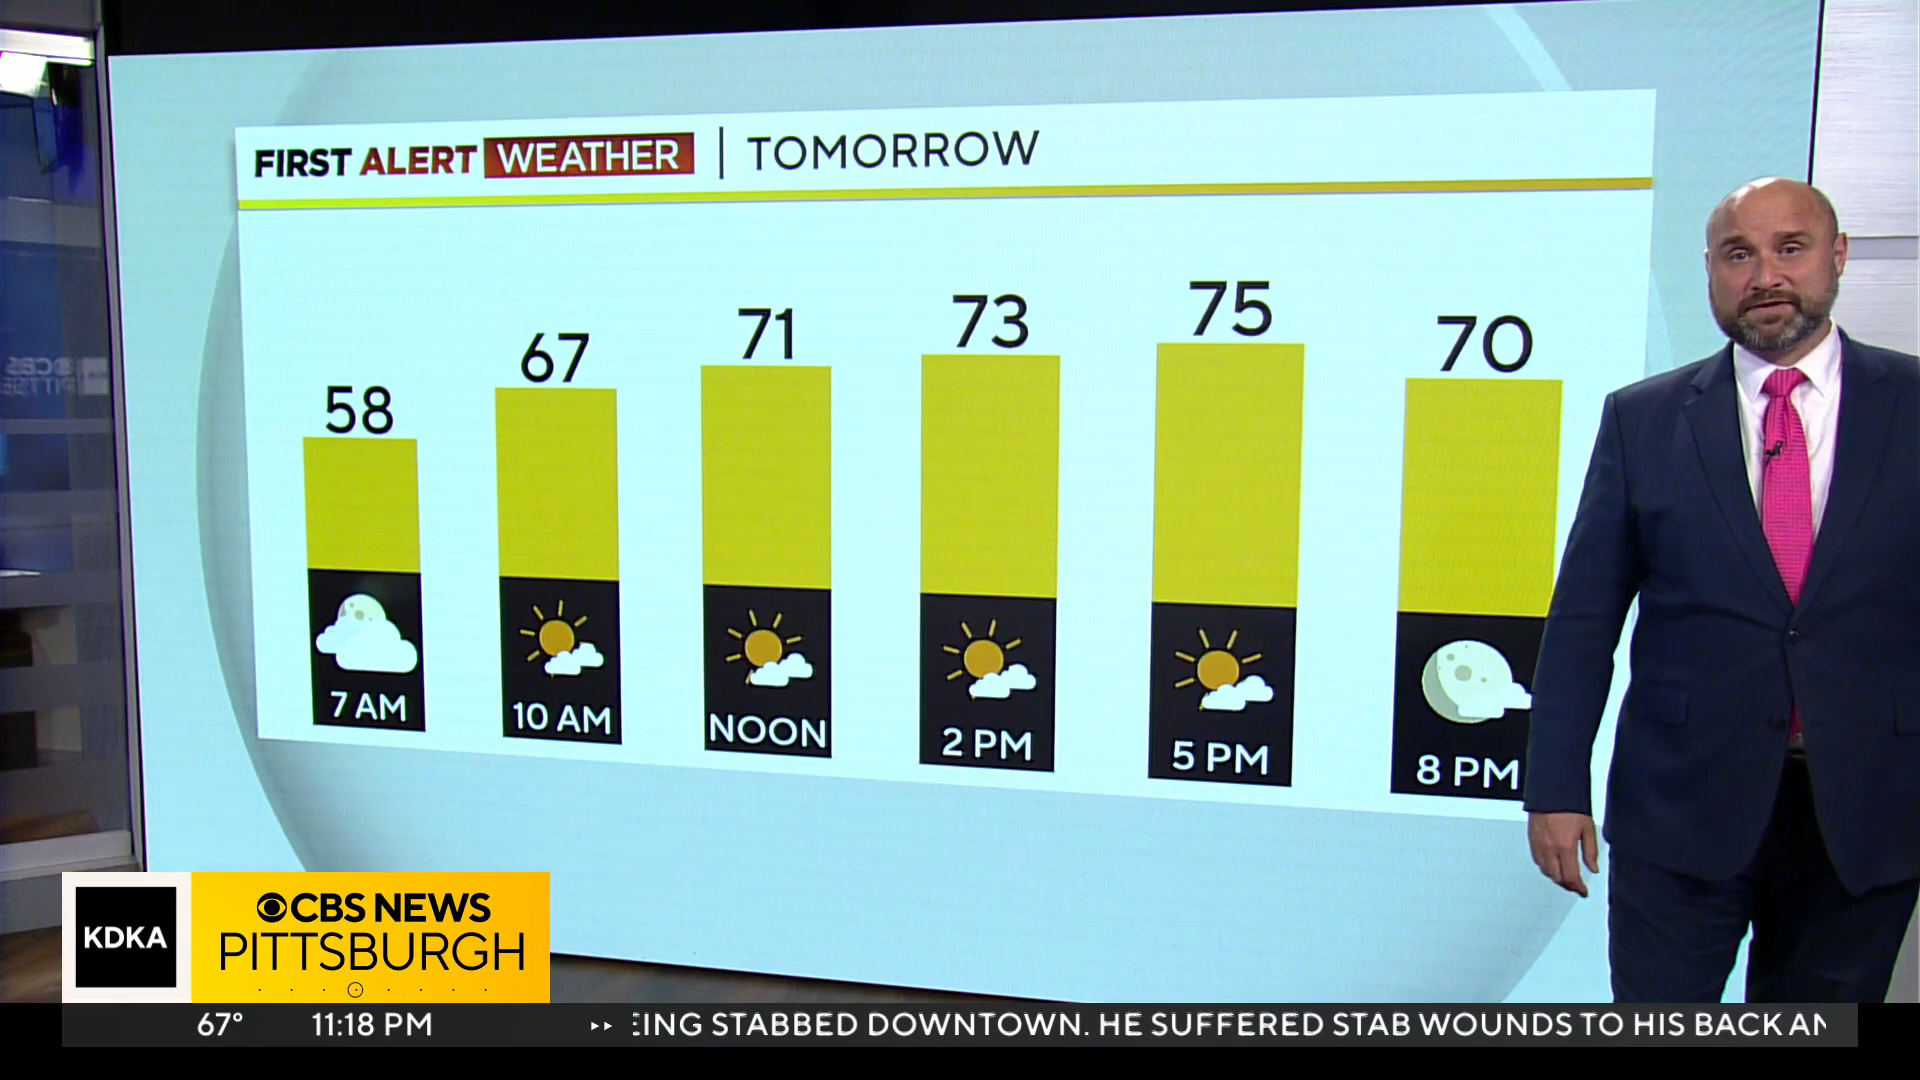 FIRST ALERT WEATHER | TOMORROW
58
67
71
73
75
70
7 AM
10 AM
NOON
2 PM
5 PM
8 PM
KDKA
CBS NEWS
PITTSBURGH
67° 11:18 PM
STABBED DOWNTOWN. HE SUFFERED STAB WOUNDS TO HIS BACK